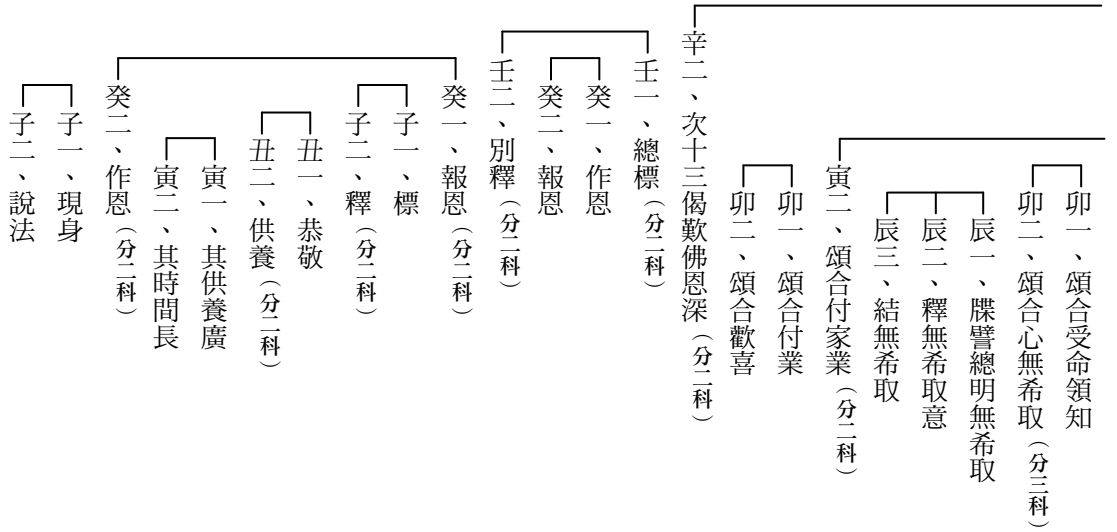 卯一、頌合受命領知
卯二、頌合心無希取（分三科）
辰一、牒譬總明無希取
辰二、釋無希取意
辰三、結無希取
寅二、頌合付家業（分二科）
卯一、頌合付業
卯二、頌合歡喜
辛二、次十三偈歎佛恩深（分二科）
壬一、總標（分二科）
癸一、作恩
癸二、報恩
壬二、別釋（分二科）
癸一、報恩（分二科）
子一、標
子二、釋（分二科）
丑一、恭敬
丑二、供養（分二科）
寅一、其供養廣
寅二、其時間長
癸二、作恩（分二科）
子一、現身
子二、說法